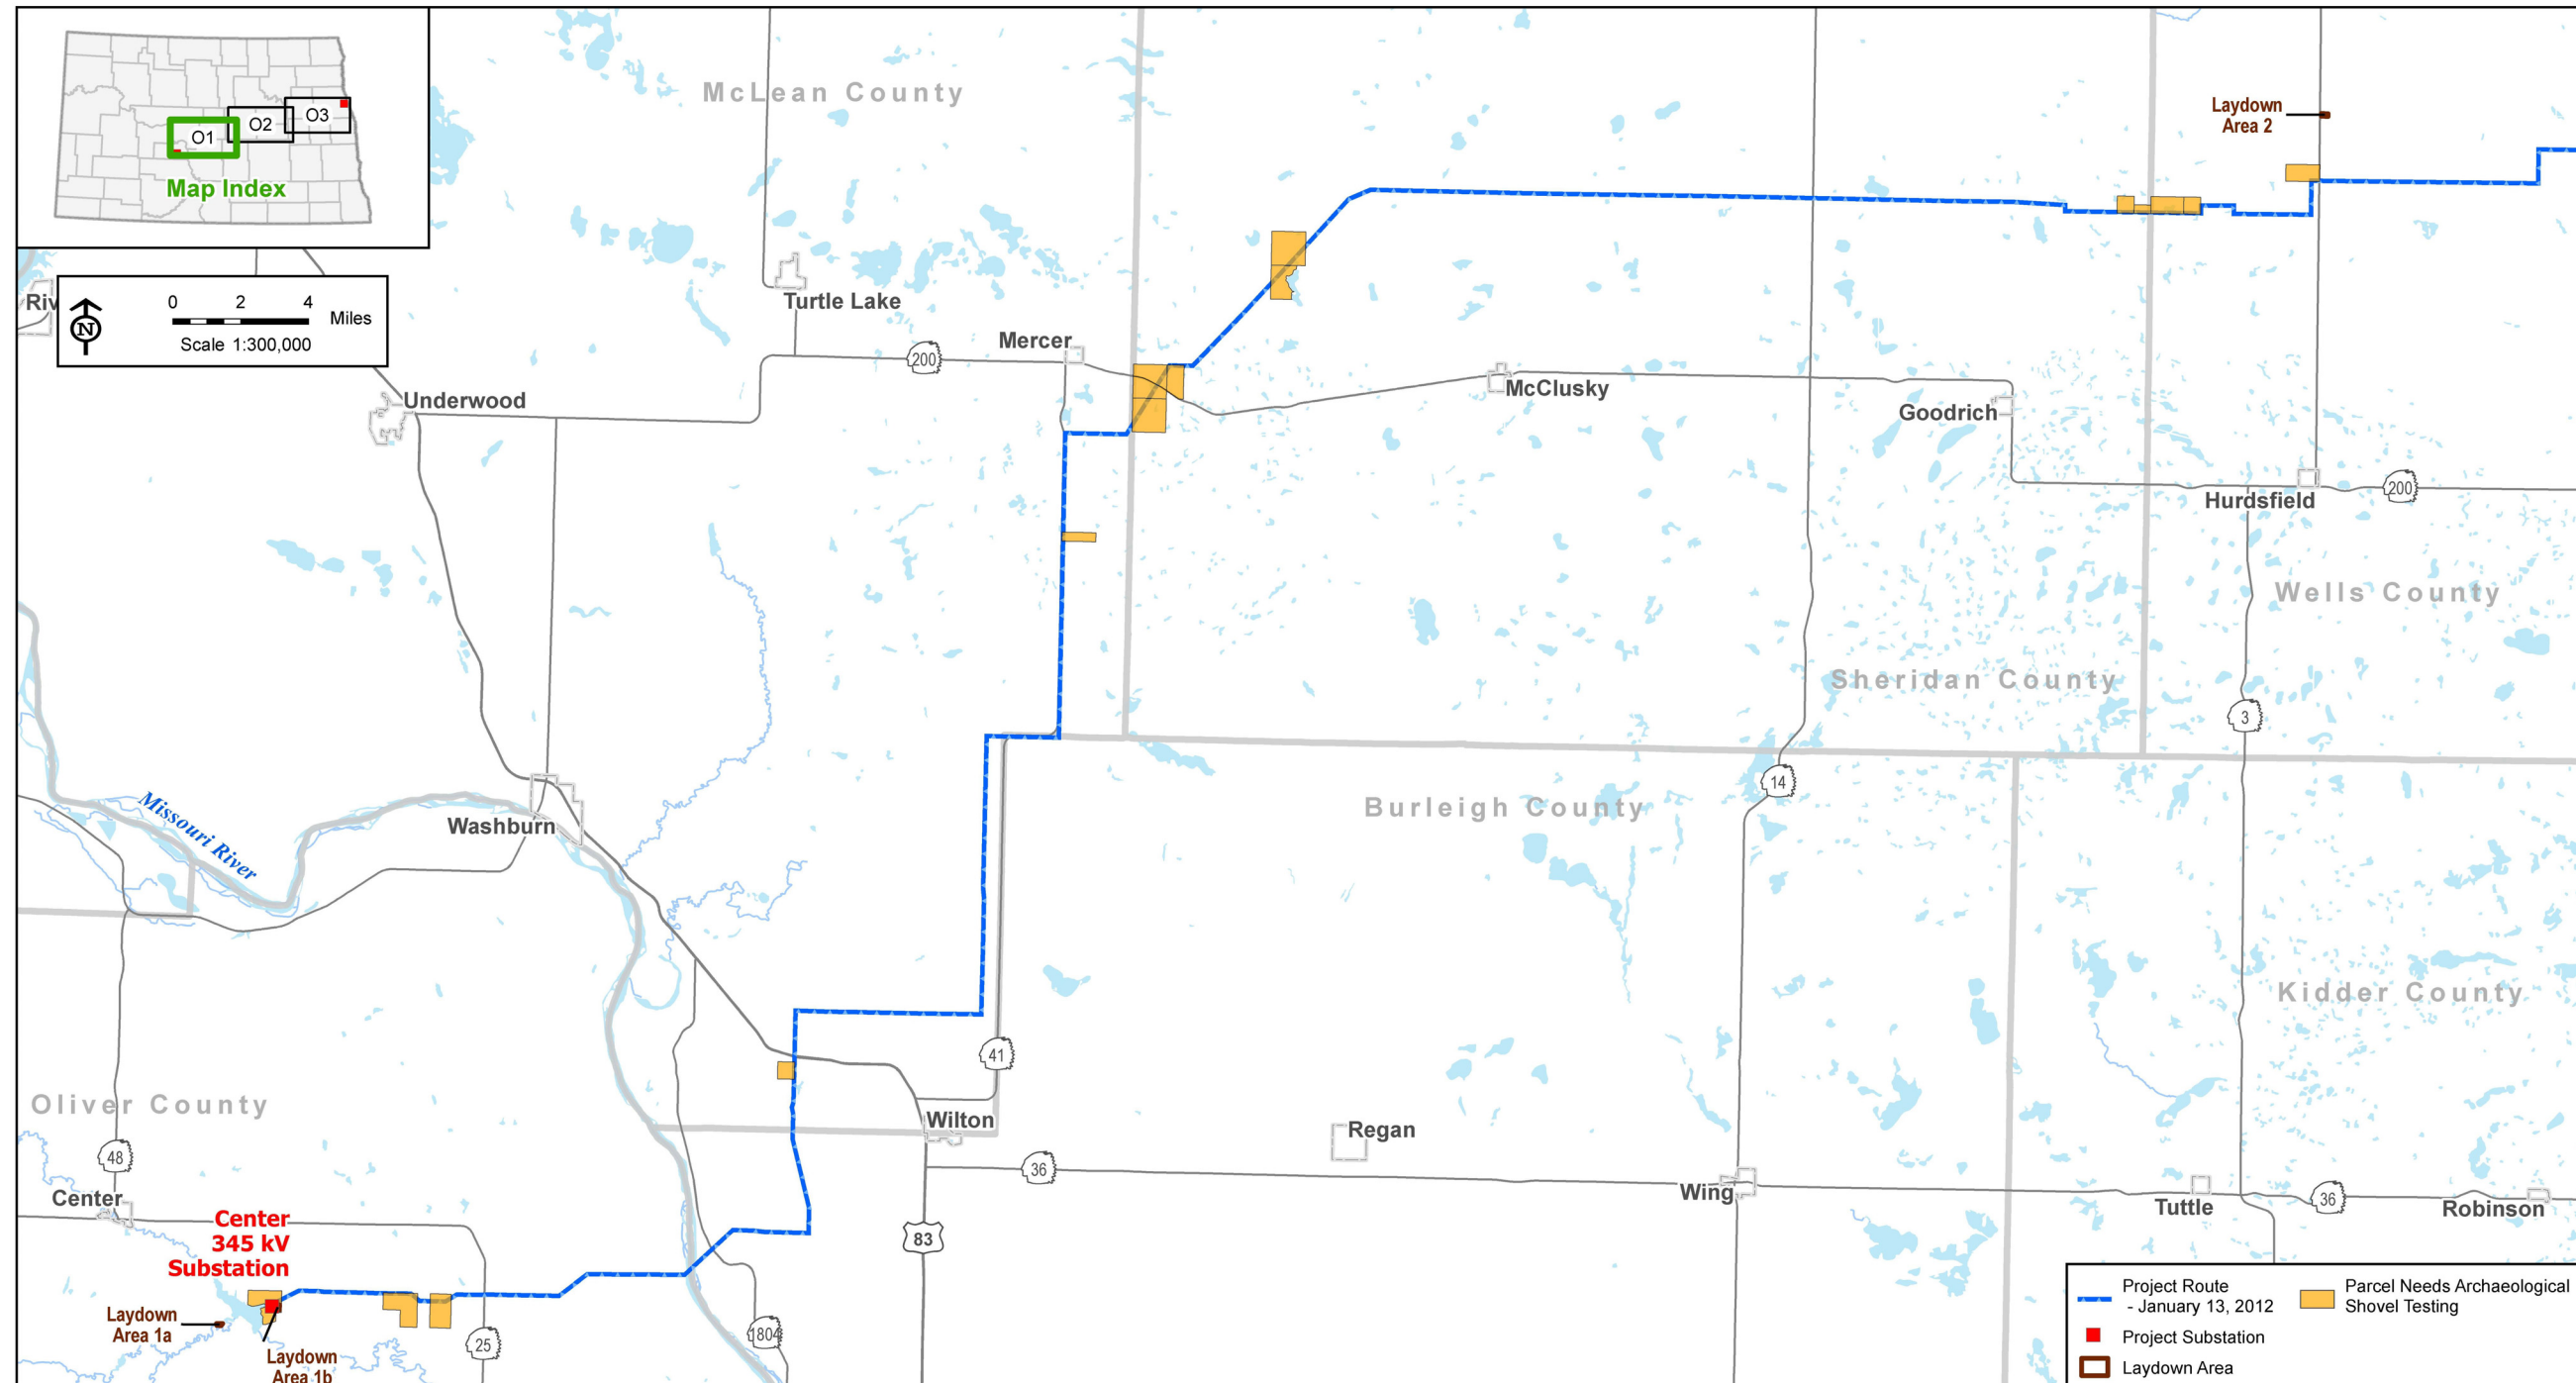 O1
O2
O3
Map Index
McLean County
Laydown
Area 2
Riv
0 2 4
Miles
N
Scale 1:300,000
Turtle Lake
Mercer
200
Underwood
McClusky
Goodrich
Hurdsfield
200
Wells County
Sheridan County
3
14
Burleigh County
Missouri River
Washburn
Kidder County
41
Oliver County
Wilton
Regan
48
36
Center
Wing
Tuttle
36
Robinson
Center
345 kV
Substation
83
Laydown
Area 1a
25
1804
Laydown
Area 1b
Project Route
- January 13, 2012
Parcel Needs Archaeological
Shovel Testing
Project Substation
Laydown Area